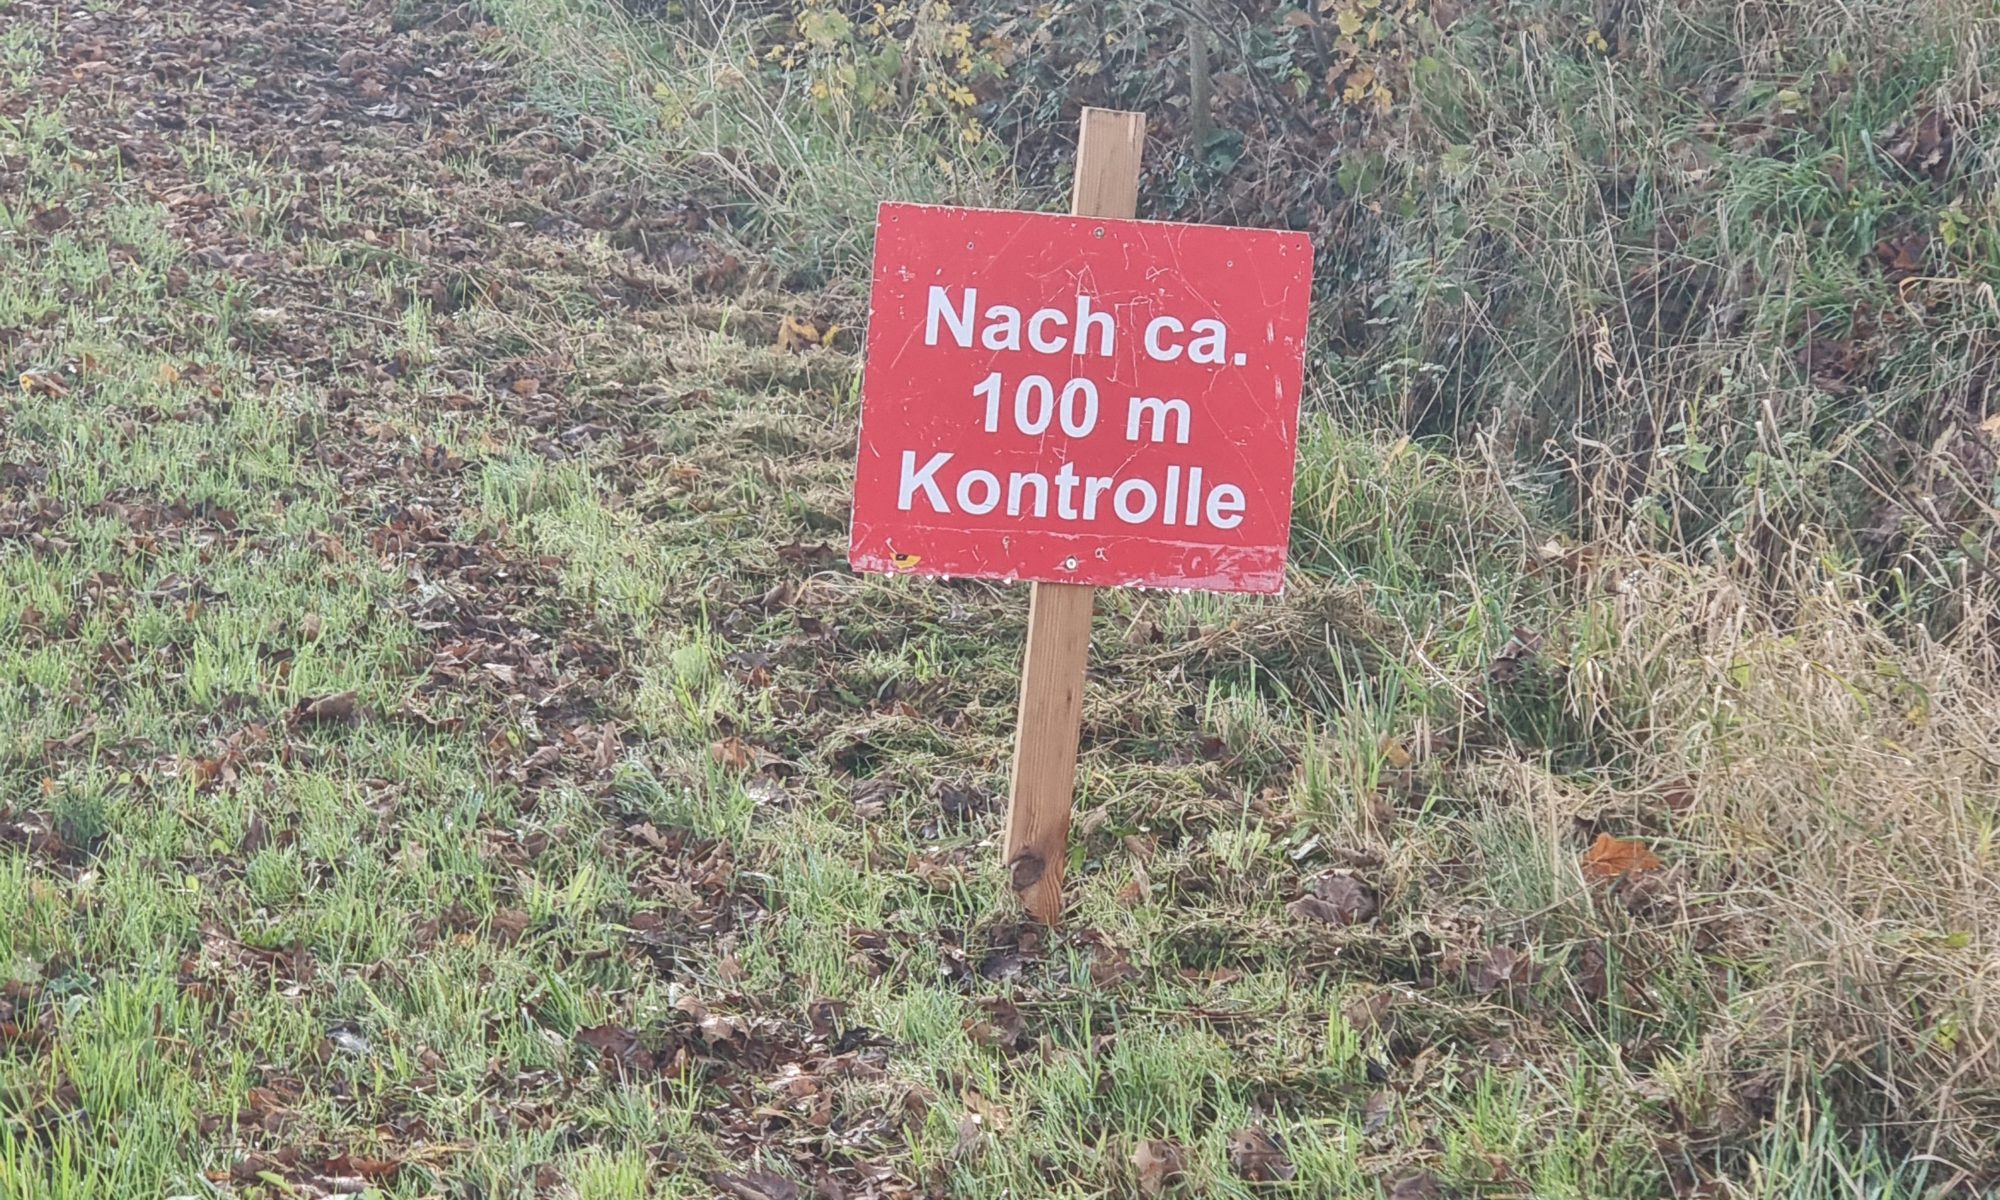 Nach ca.
100 m
Kontrolle